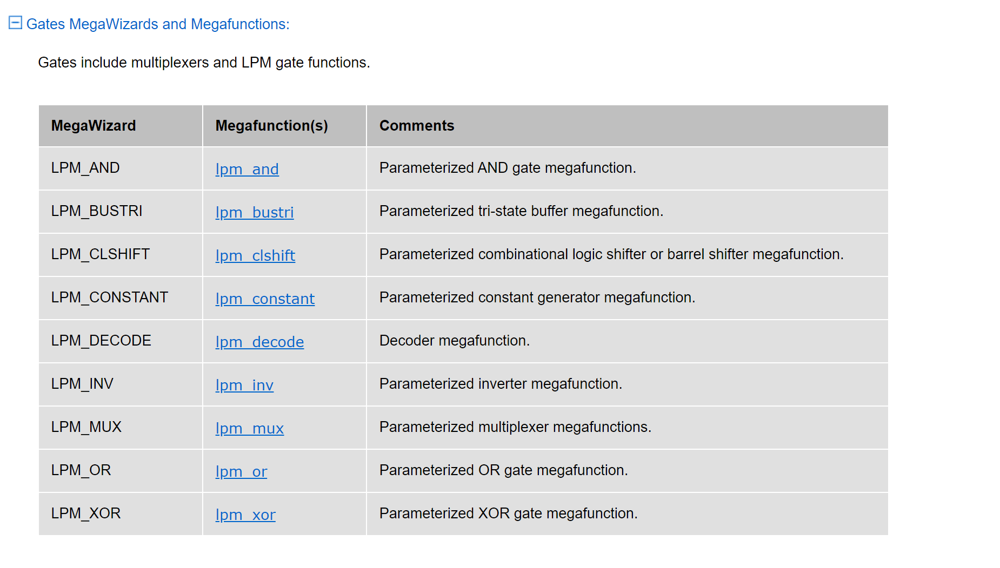 Gates MegaWizards and Megafunctions:
Gates include multiplexers and LPM gate functions.
MegaWizard Megafunction(s) Comments
LPM_AND lpm_and Parameterized AND gate megafunction.
LPM_BUSTRI lpm_bustri Parameterized tri-state buffer megafunction.
LPM_CLSHIFT lpm_clshift Parameterized combinational logic shifter or barrel shifter megafunction.
LPM_CONSTANT lpm_constant Parameterized constant generator megafunction.
LPM_DECODE lpm_decode Decoder megafunction.
LPM_INV lpm_inv Parameterized inverter megafunction.
LPM_MUX lpm_mux Parameterized multiplexer megafunctions.
LPM_OR lpm_or Parameterized OR gate megafunction.
LPM_XOR lpm_xor Parameterized XOR gate megafunction.